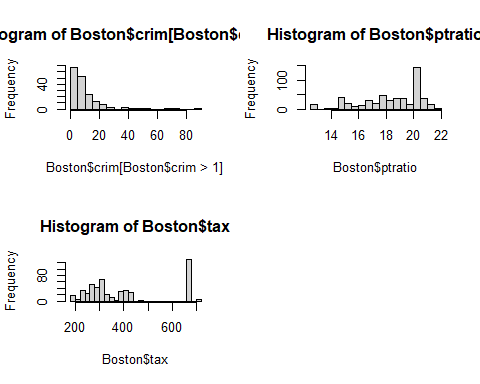 ogram of Boston$crim[Boston$c
Frequency
0
40
0
20
40
60
80
Boston$crim[Boston$crim > 1]
Histogram of Boston$ptratio
Frequency
0
100
14
16
18
20
22
Boston$ptratio
Histogram of Boston$tax
Frequency
0
80
200
400
600
Boston$tax